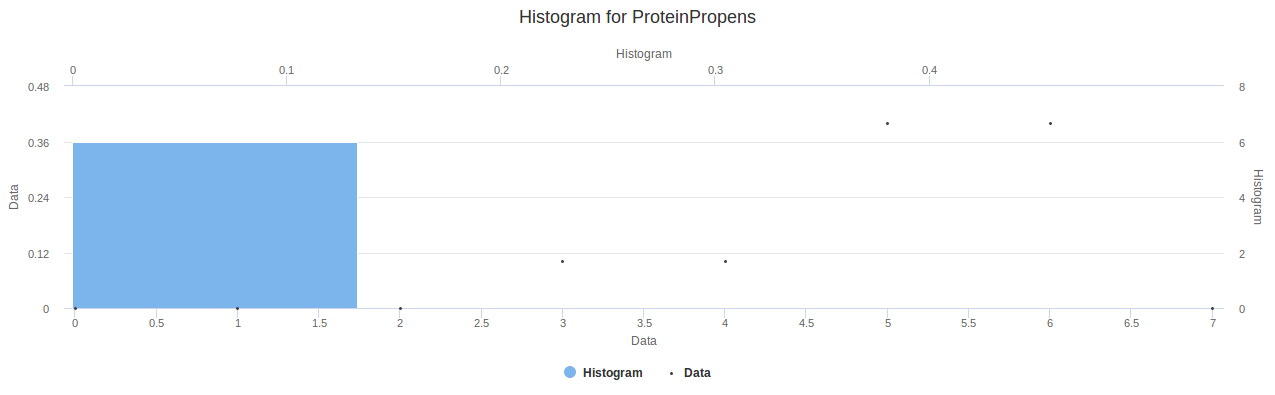 Histogram for ProteinPropens
Histogram
0 0.1 0.2 0.3 0.4
0.48 8
0.36 6
0.24 4
0.12 2
0 0
Data
Histogram
0 0.5 1 1.5 2 2.5 3 3.5 4 4.5 5 5.5 6 6.5 7
Data
Histogram Data